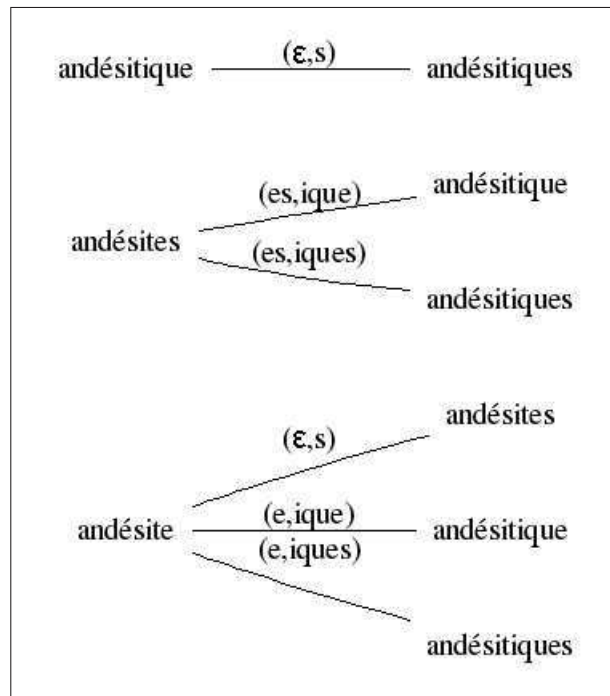 (ε,s)
andésitique andésitiques
andésitique
(es,ique)
andésites
(es,iques)
andésitiques
andésites
(ε,s)
(e,ique)
andésite andésitique
(e,iques)
andésitiques